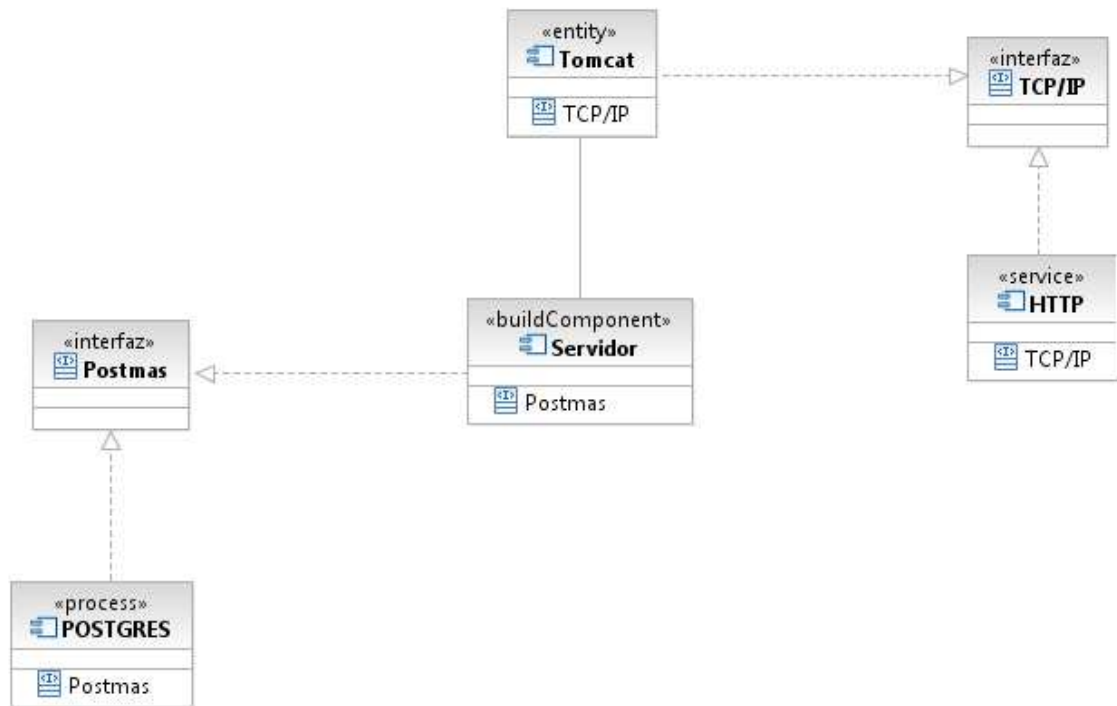 «entity»
Tomcat
TCP/IP
«interfaz»
TCP/IP
«service»
HTTP
TCP/IP
«buildComponent»
Servidor
Postmas
«interfaz»
Postmas
«process»
POSTGRES
Postmas